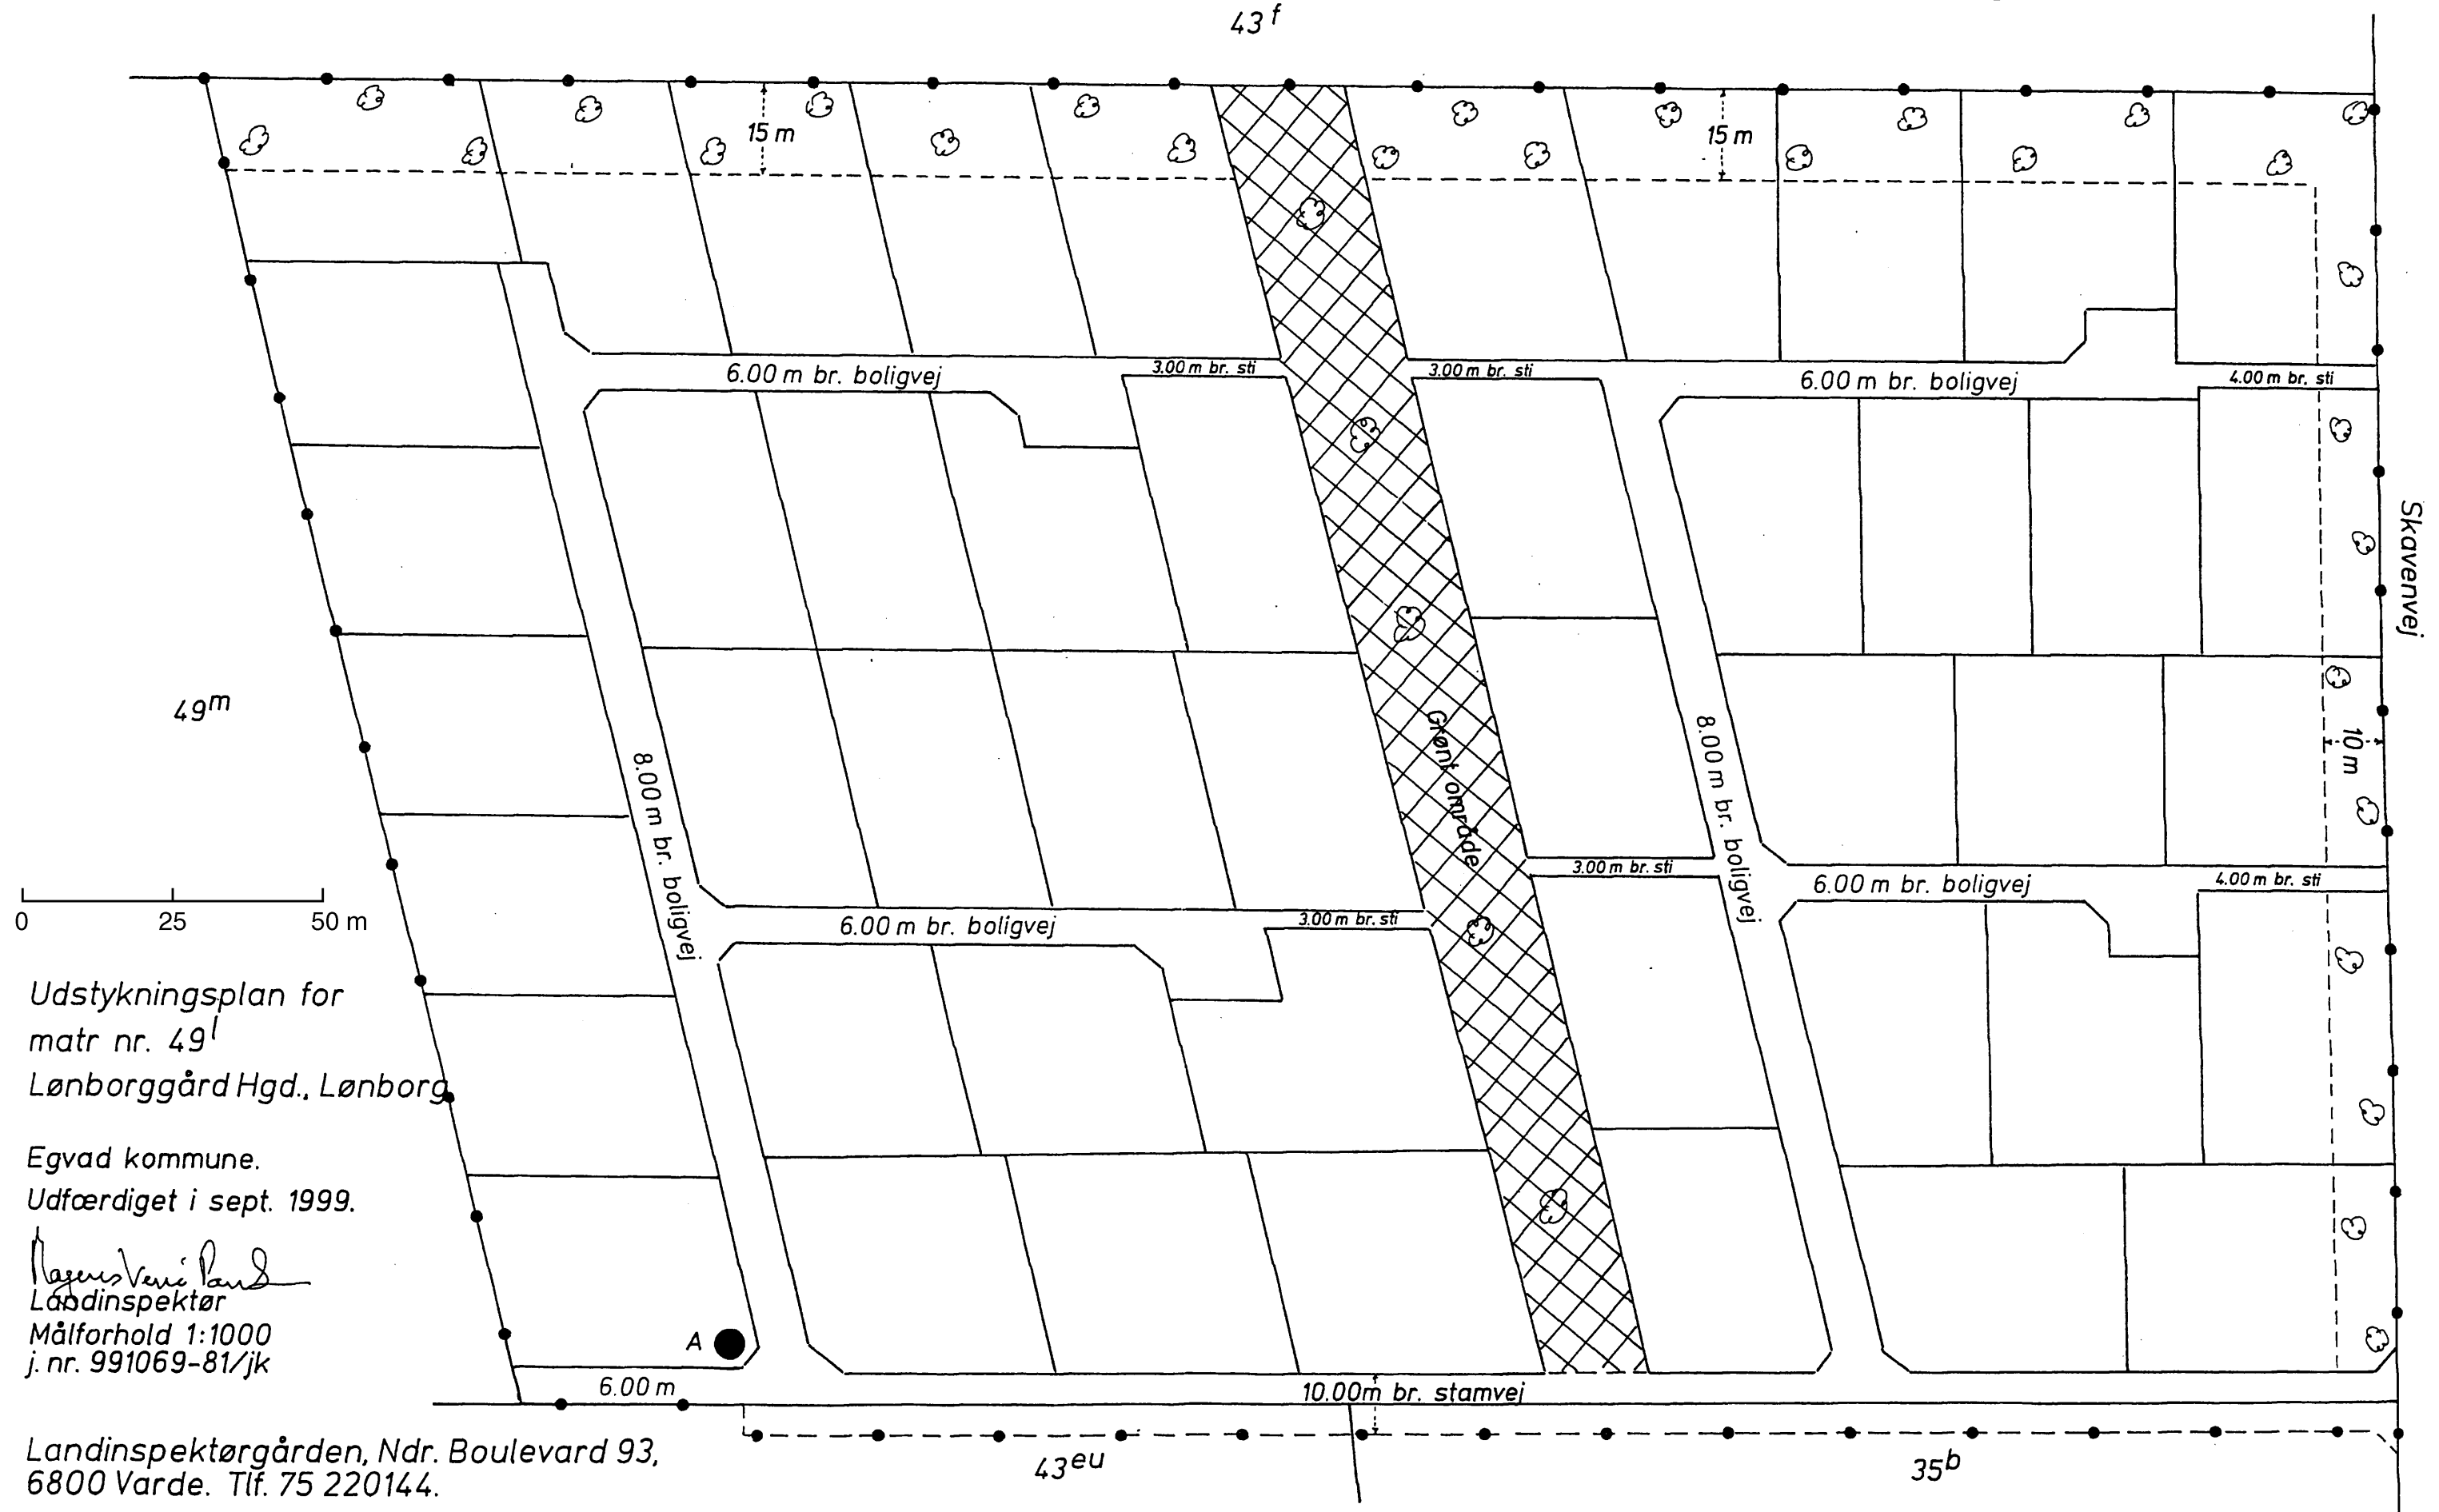 43f
15 m
15 m
6.00 m br. boligvej
3.00 m br. sti
3.00 m br. sti
6.00 m br. boligvej
4.00 m br. sti
Skavenvej
49m
Grønt område
8.00 m br. boligvej
8.00 m br. boligvej
10 m
3.00 m br. sti
6.00 m br. boligvej
4.00 m br. sti
0 25 50 m
6.00 m br. boligvej
3.00 m br. sti
Udstykningsplan for
matr nr. 49l
Lønborggård Hgd., Lønborg
Egvad kommune.
Udfærdiget i sept. 1999.
Landinspektør
Målforhold 1:1000
j. nr. 991069-81/jk
A
6.00 m
10.00m br. stamvej
Landinspektørgården, Ndr. Boulevard 93,
6800 Varde. Tlf. 75 220144.
43eu
35b